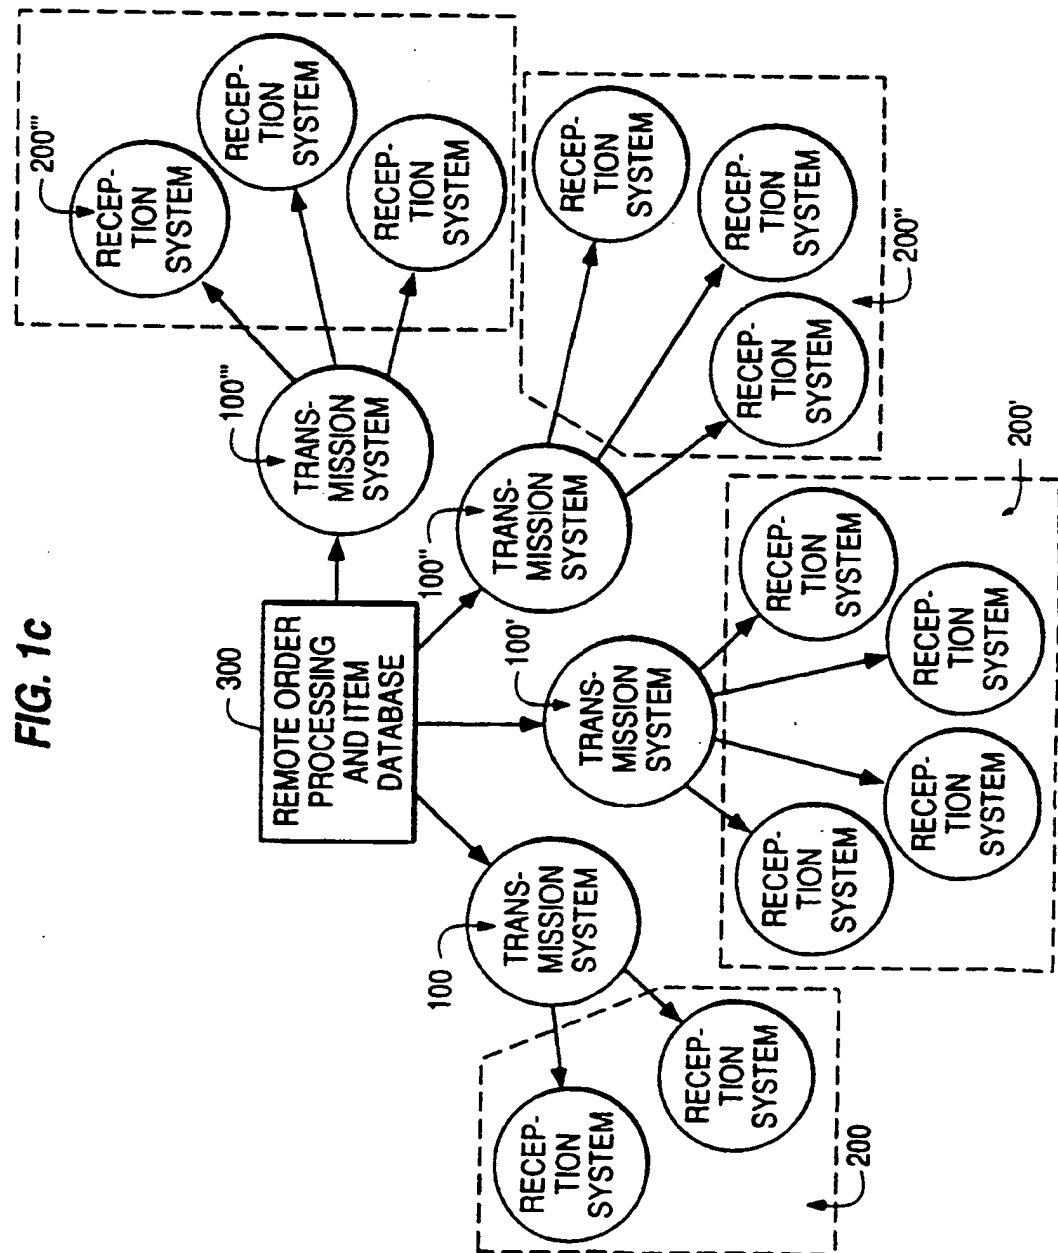 FIG. 1c
300
REMOTE ORDER
PROCESSING
AND ITEM
DATABASE
100
TRANS-
MISSION
SYSTEM
100'
TRANS-
MISSION
SYSTEM
100"
TRANS-
MISSION
SYSTEM
100"'
TRANS-
MISSION
SYSTEM
RECEP-
TION
SYSTEM
RECEP-
TION
SYSTEM
200
RECEP-
TION
SYSTEM
RECEP-
TION
SYSTEM
RECEP-
TION
SYSTEM
RECEP-
TION
SYSTEM
200'
RECEP-
TION
SYSTEM
RECEP-
TION
SYSTEM
RECEP-
TION
SYSTEM
200"
200"'
RECEP-
TION
SYSTEM
RECEP-
TION
SYSTEM
RECEP-
TION
SYSTEM